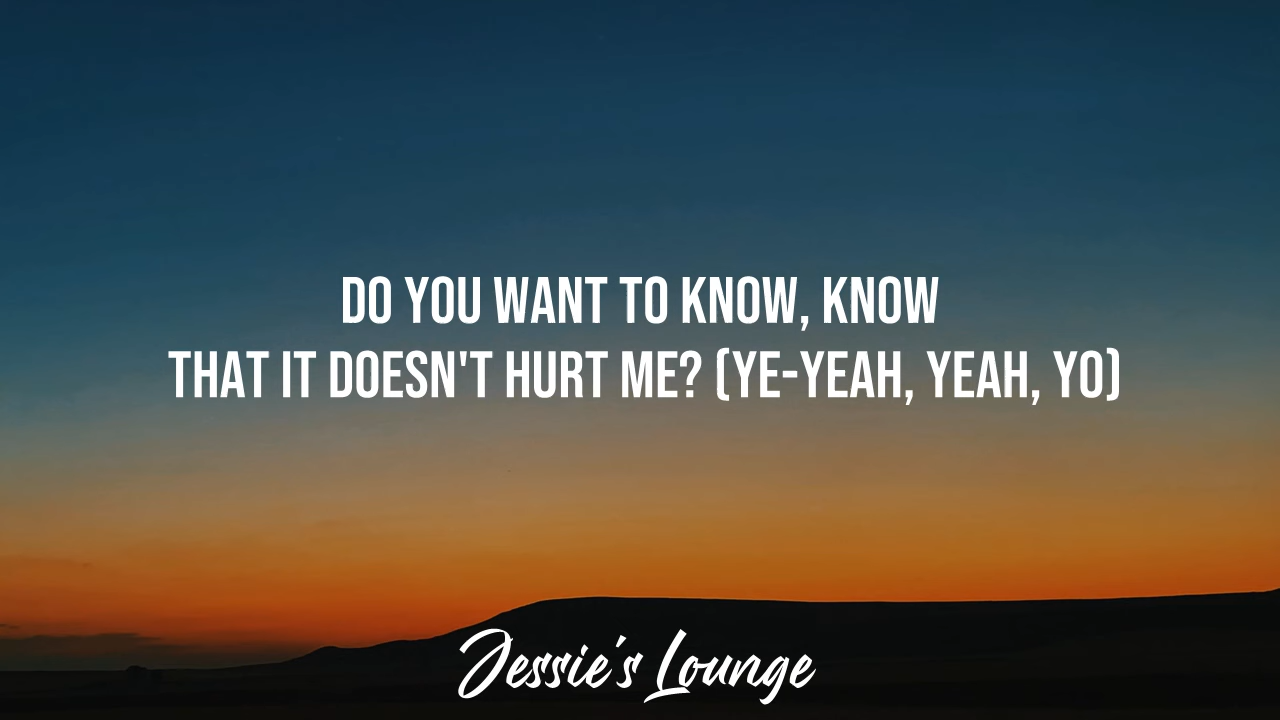 DO YOU WANT TO KNOW, KNOW
THAT IT DOESN'T HURT ME? (YE-YEAH, YEAH, YO)
Jessie's Lounge